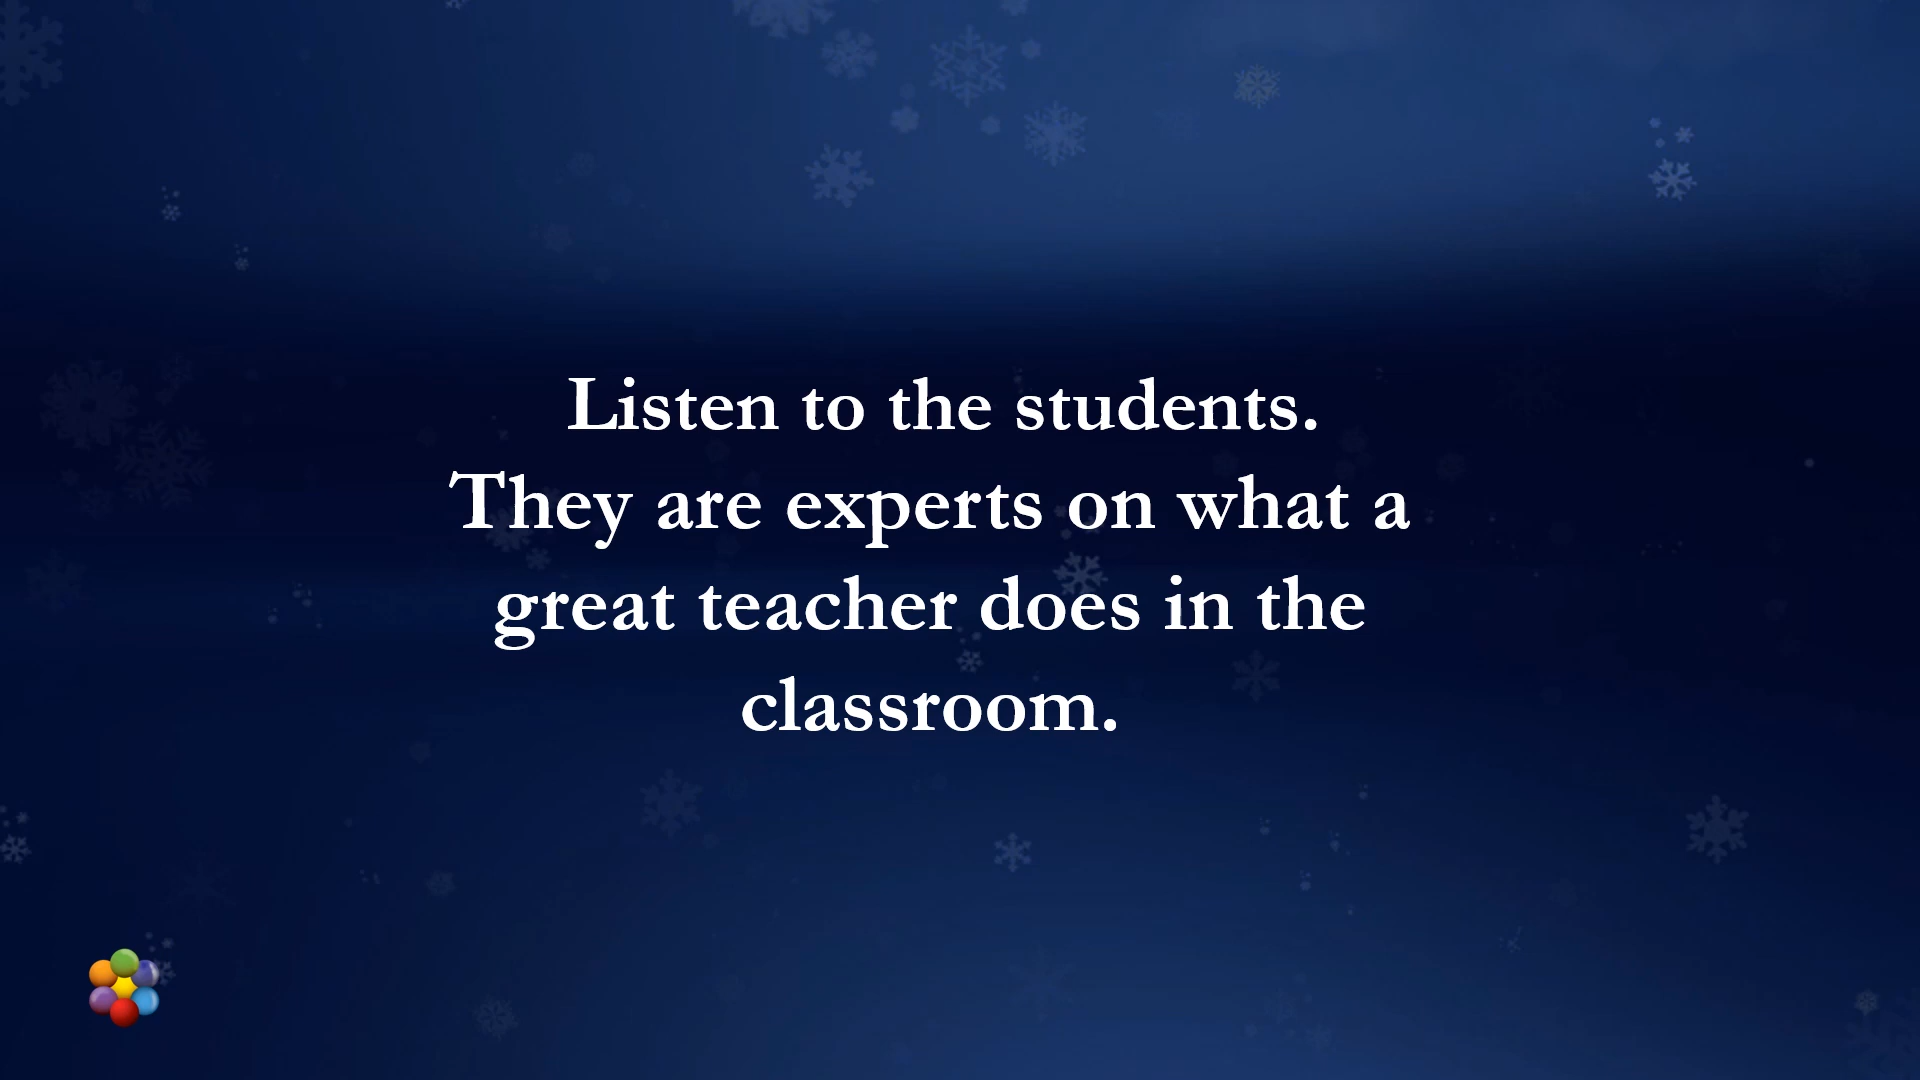 Listen to the students.
They are experts on what a
great teacher does in the
classroom.